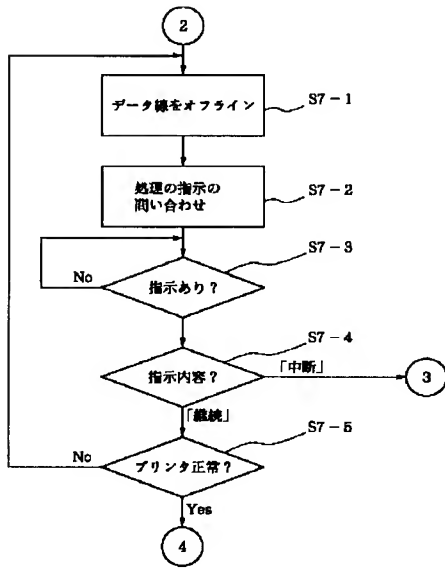 2
データ線をオフライン
S7-1
処理の指示の
問い合わせ
S7-2
S7-3
No
指示あり?
S7-4
指示内容?
「中断」
3
「継続」
S7-5
No
プリンタ正常?
Yes
4